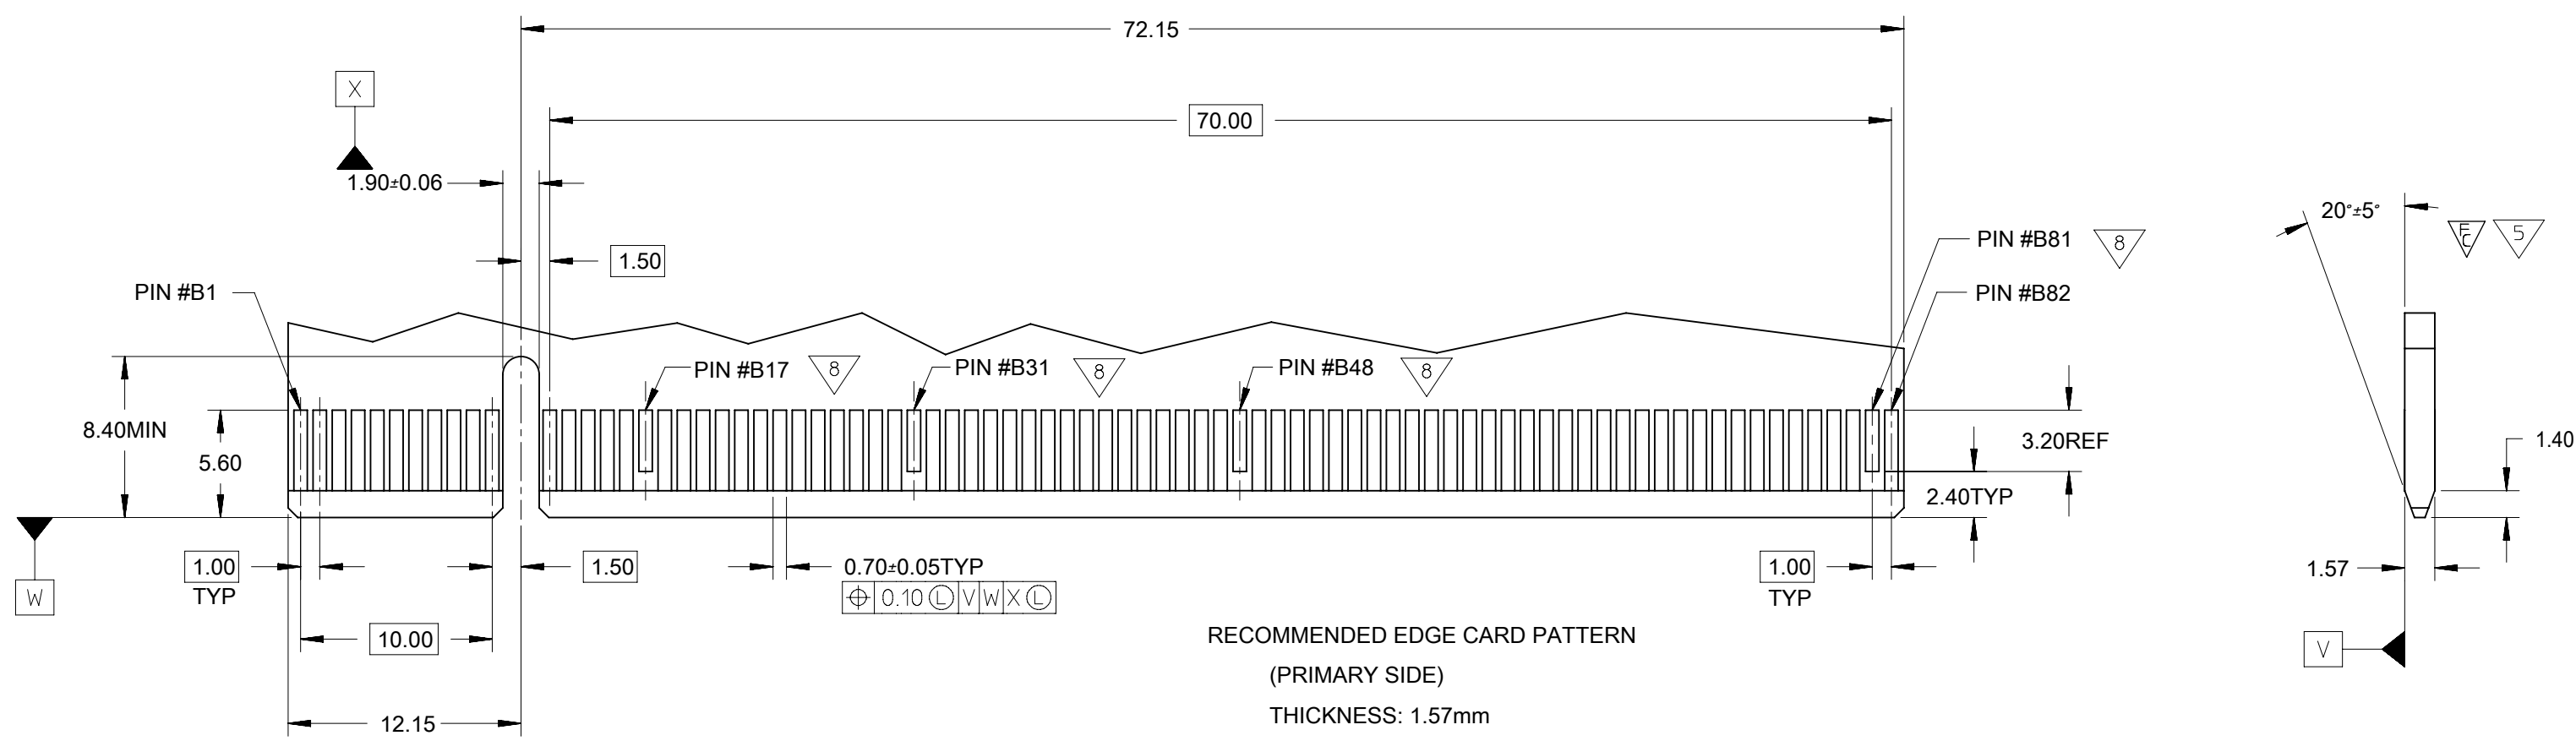 72.15
X
70.00
1.90±0.06
20°±5°
F
C
5
1.50
PIN #B81
8
PIN #B1
PIN #B82
PIN #B17
8
PIN #B31
8
PIN #B48
8
8.40MIN
5.60
3.20REF
1.40
2.40TYP
W
1.00
TYP
1.50
0.70±0.05TYP
⌖ 0.10 Ⓛ V W X Ⓛ
1.00
TYP
1.57
10.00
RECOMMENDED EDGE CARD PATTERN
(PRIMARY SIDE)
THICKNESS: 1.57mm
V
12.15